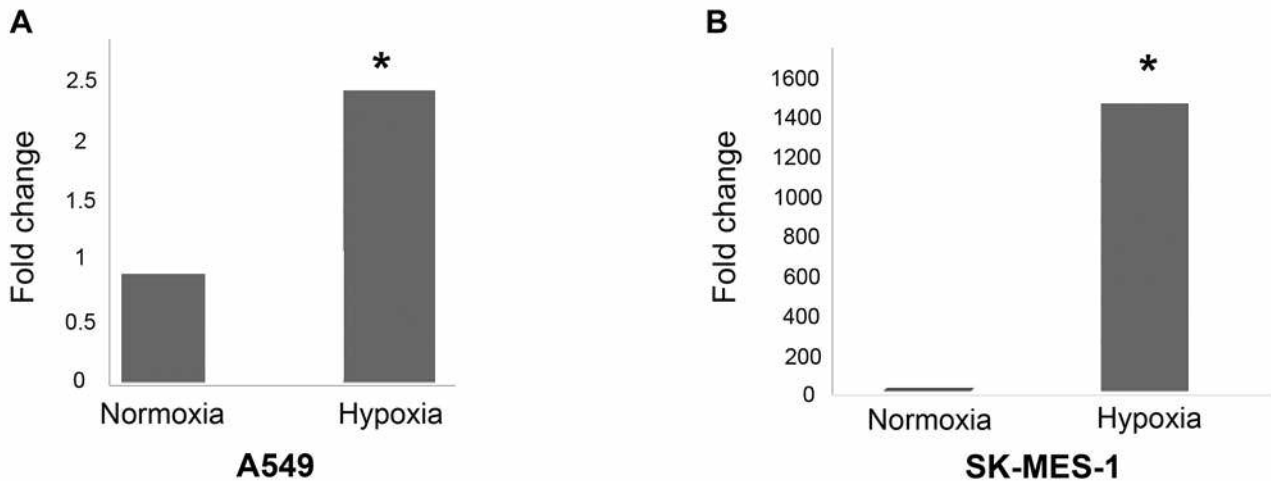 A
Fold change
2.5
2
1.5
1
0.5
0
*
Normoxia Hypoxia
A549
B
Fold change
1600
1400
1200
1000
800
600
400
200
0
*
Normoxia Hypoxia
SK-MES-1